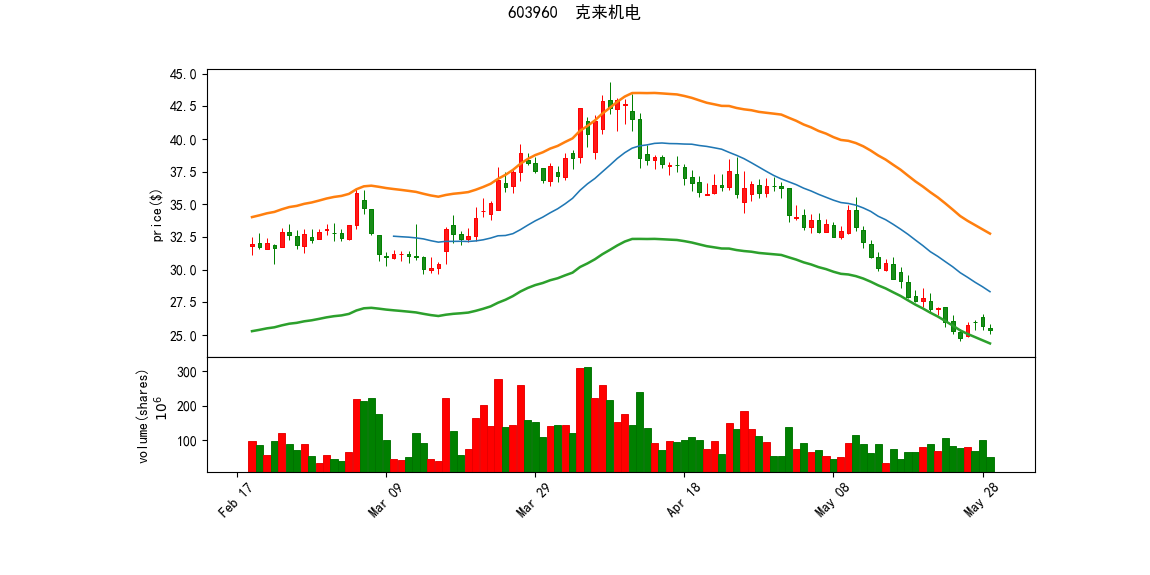 603960 克来机电
price($)
45.0
42.5
40.0
37.5
35.0
32.5
30.0
27.5
25.0
volume(shares)
10^6
300
200
100
Feb 17
Mar 09
Mar 29
Apr 18
May 08
May 28